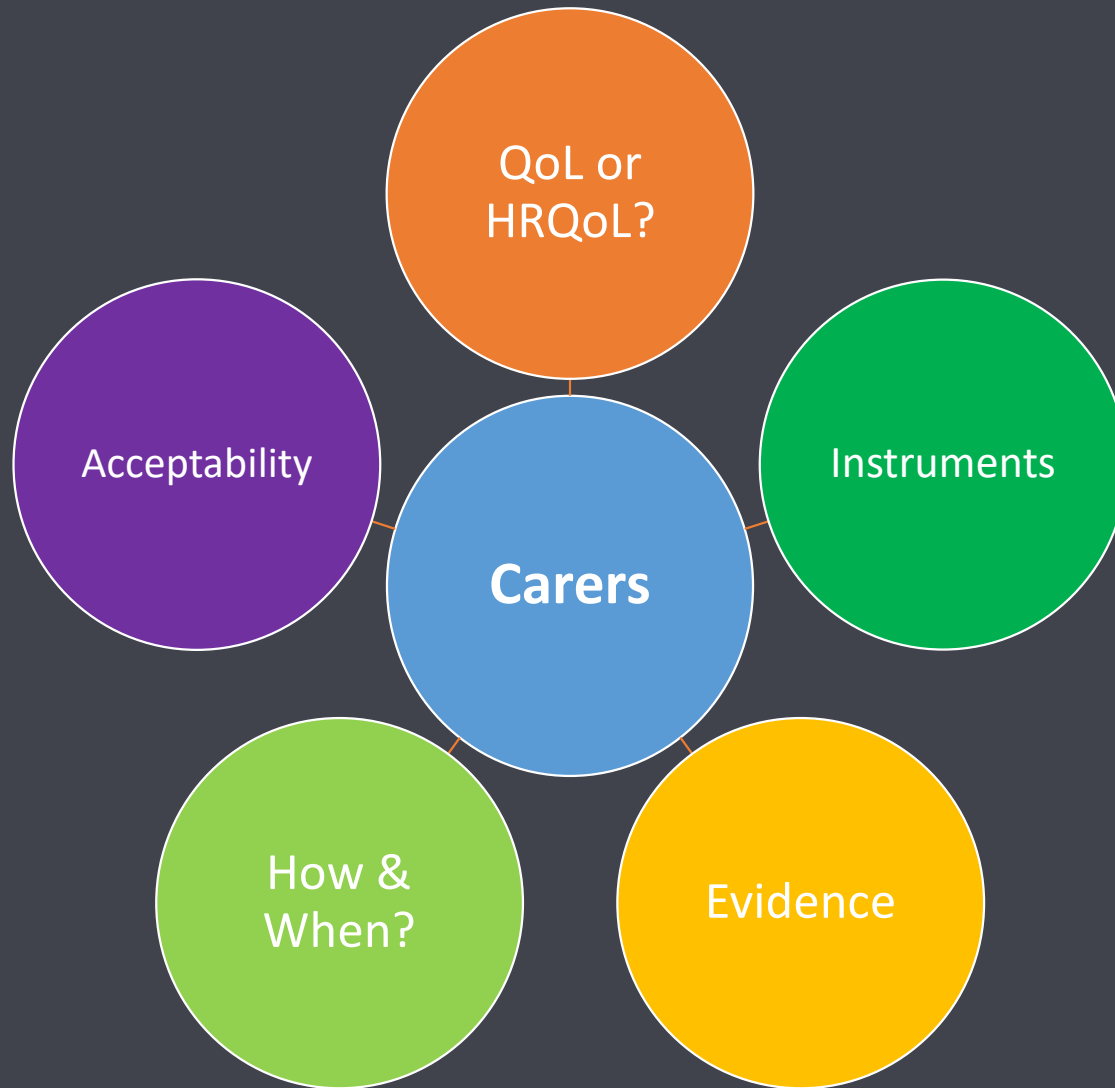 QoL or
HRQoL?
Acceptability
Instruments
Carers
How &
When?
Evidence